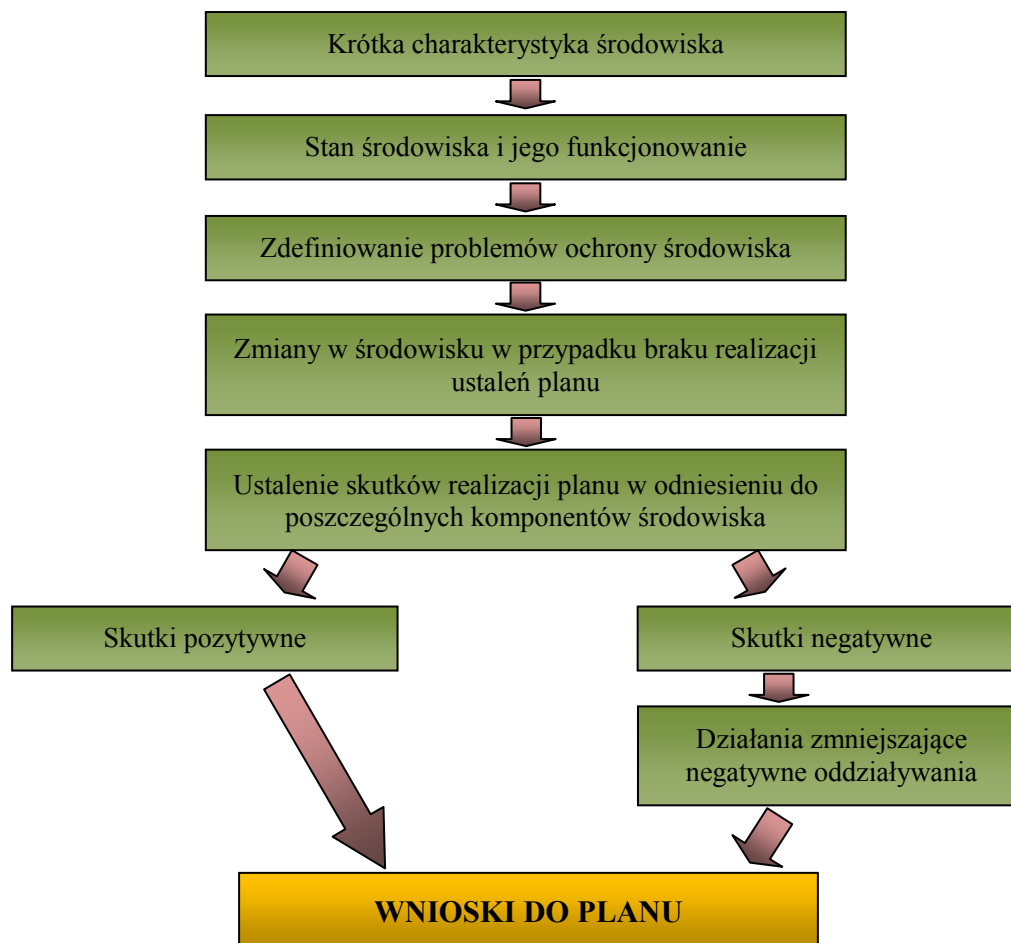 Krótka charakterystyka środowiska
Stan środowiska i jego funkcjonowanie
Zdefiniowanie problemów ochrony środowiska
Zmiany w środowisku w przypadku braku realizacji
ustaleń planu
Ustalenie skutków realizacji planu w odniesieniu do
poszczególnych komponentów środowiska
Skutki pozytywne
Skutki negatywne
Działania zmniejszające
negatywne oddziaływania
WNIOSKI DO PLANU